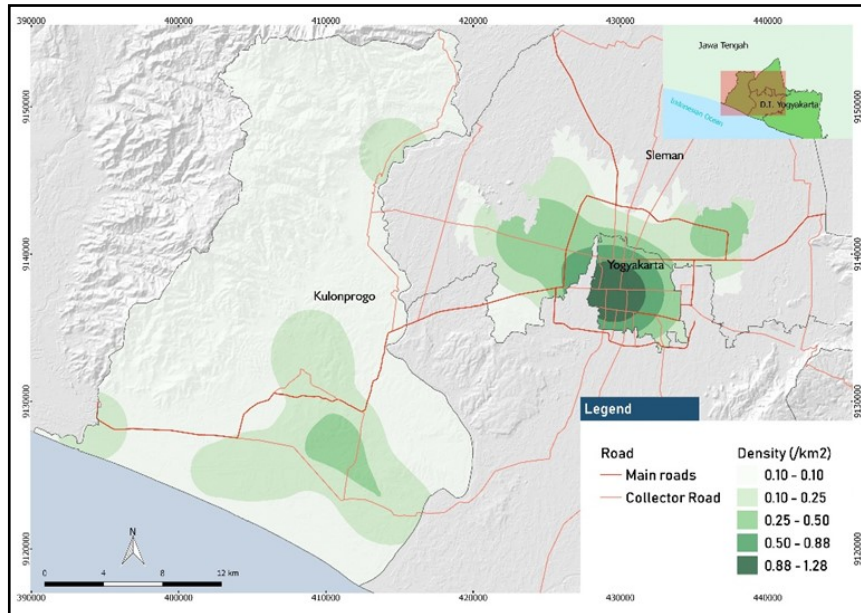 390000 400000 410000 420000 430000 440000
Jawa Tengah
D.I. Yogyakarta
Indonesian Ocean
9150000
9150000
Sleman
9140000
9140000
Yogyakarta
Kulonprogo
9130000
9130000
Legend
Road
Main roads
Collector Road
Density (/km2)
0.10 - 0.10
0.10 - 0.25
0.25 - 0.50
0.50 - 0.88
0.88 - 1.28
9120000
9120000
N
0 4 8 12 km
390000 400000 410000 420000 430000 440000